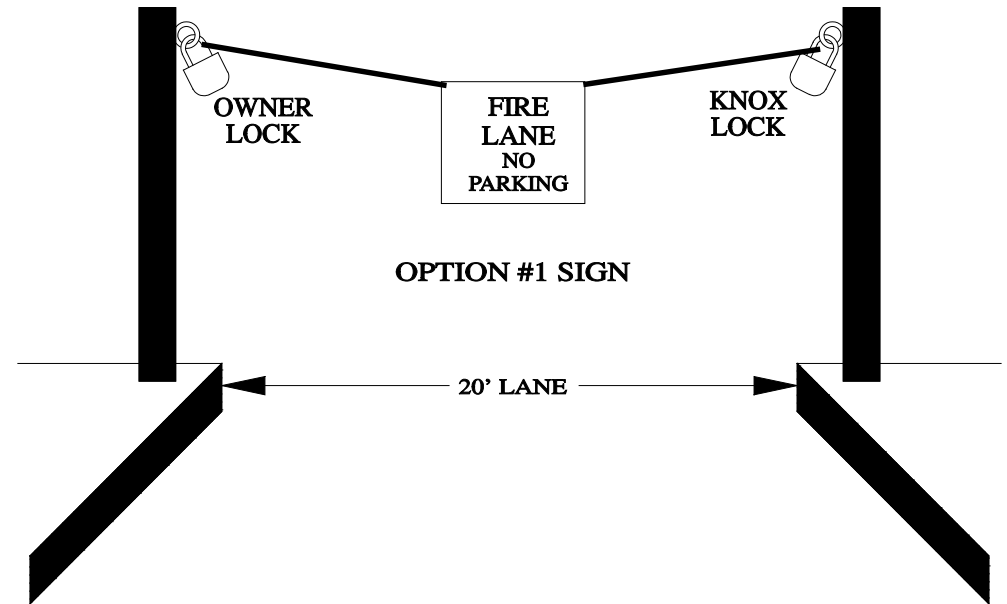 OWNER
LOCK
FIRE
LANE
NO
PARKING
KNOX
LOCK
OPTION #1 SIGN
20' LANE